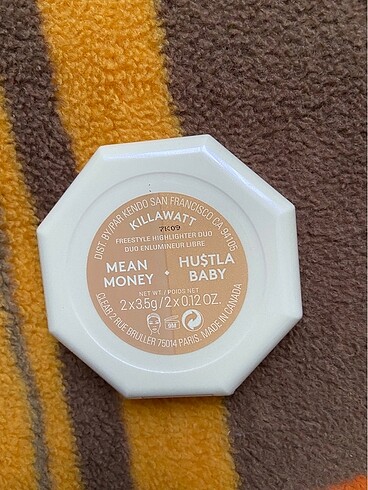 DIST. BY/PAR KENDO SAN FRANCISCO CA 94105
KILLAWATT
7K09
FREESTYLE HIGHLIGHTER DUO
DUO ENLUMINEUR LIBRE
MEAN MONEY • HU$TLA BABY
NET WT / POIDS NET
2 x 3.5g / 2 x 0.12 OZ.
CLEAR: 2 RUE BRULLER 75014 PARIS. MADE IN CANADA